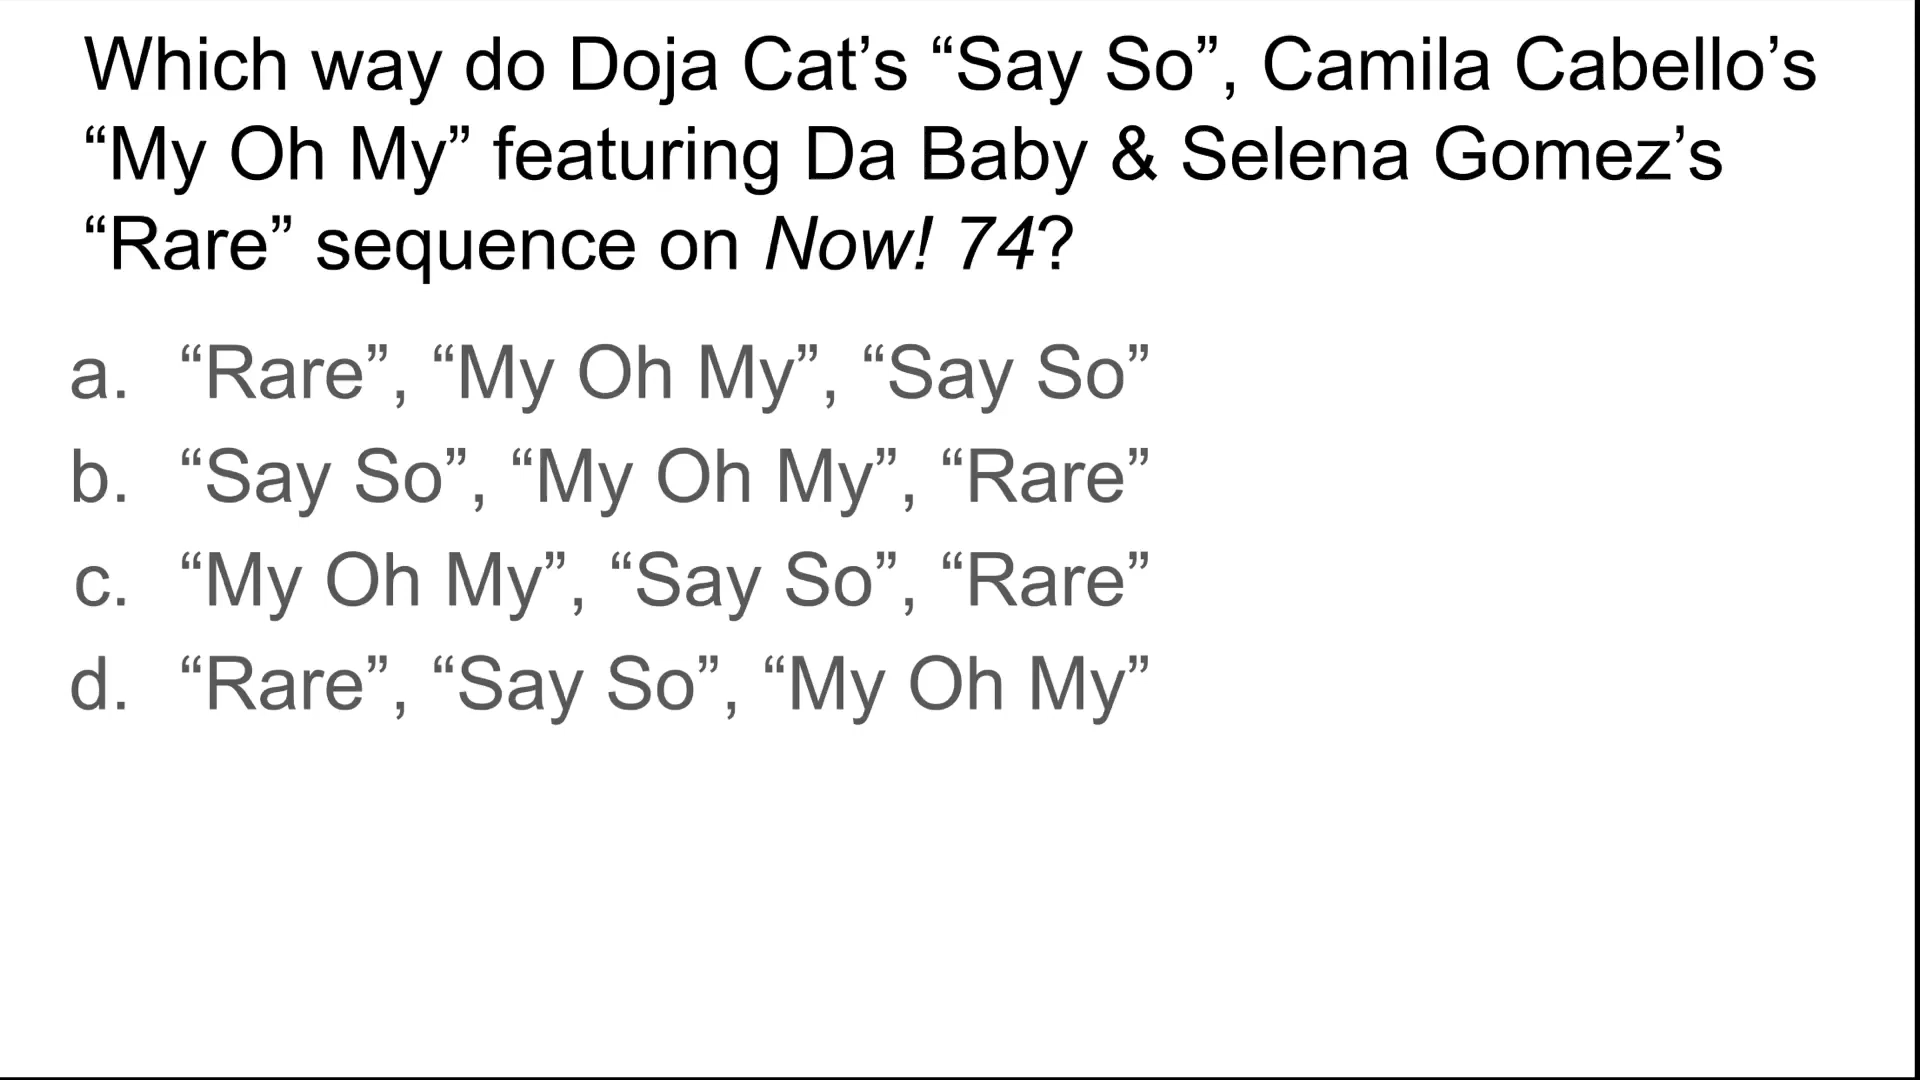 Which way do Doja Cat’s “Say So”, Camila Cabello’s
“My Oh My” featuring Da Baby & Selena Gomez’s
“Rare” sequence on Now! 74?
a. “Rare”, “My Oh My”, “Say So”
b. “Say So”, “My Oh My”, “Rare”
c. “My Oh My”, “Say So”, “Rare”
d. “Rare”, “Say So”, “My Oh My”